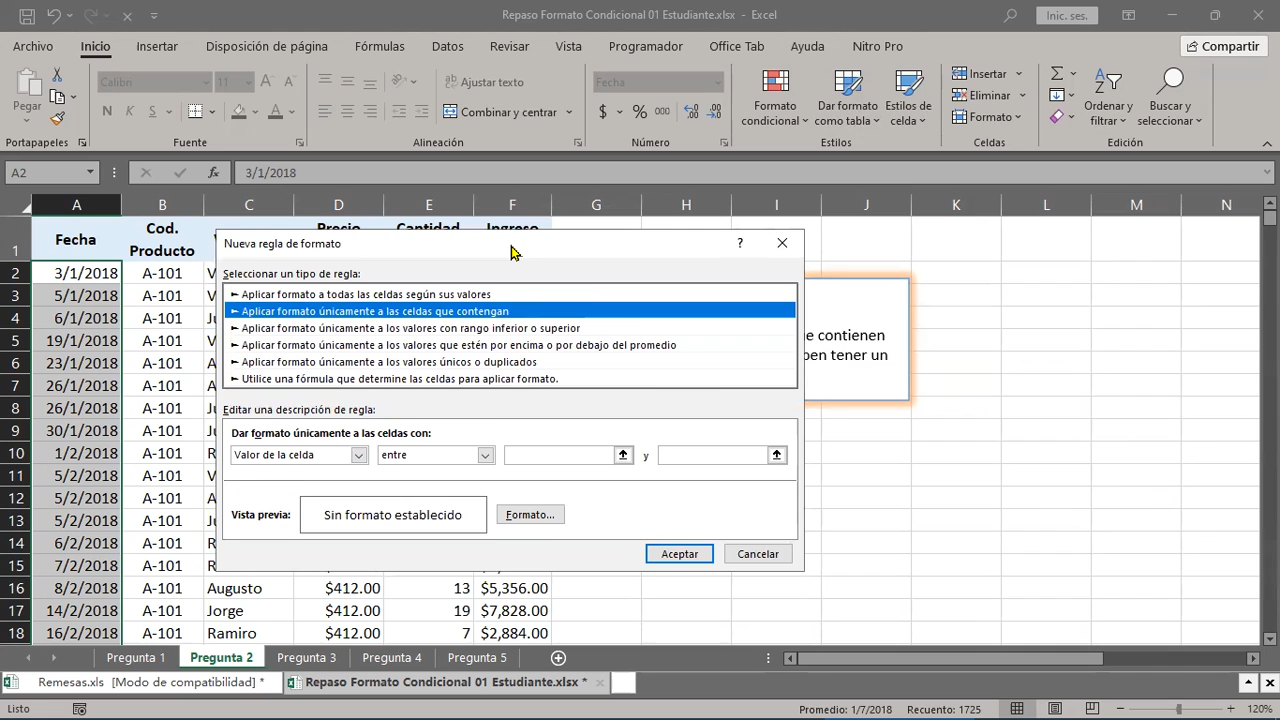 Repaso Formato Condicional 01 Estudiante.xlsx - Excel
Inic. ses.
Archivo Inicio Insertar Disposición de página Fórmulas Datos Revisar Vista Programador Office Tab Ayuda Nitro Pro Compartir
Pegar
Calibri 11
N K S
Ajustar texto
Combinar y centrar
Fecha
$ % 000
Formato condicional
Dar formato como tabla
Estilos de celda
Insertar
Eliminar
Formato
Ordenar y filtrar
Buscar y seleccionar
Portapapeles Fuente Alineación Número Estilos Celdas Edición
A2 fx 3/1/2018
A B C D E F G H I J K L M N
1 Fecha Cod. Producto Precio Cantidad Ingreso
2 3/1/2018 A-101
3 5/1/2018 A-101
4 6/1/2018 A-101
5 19/1/2018 A-101
6 23/1/2018 A-101
7 26/1/2018 A-101
8 26/1/2018 A-101
9 30/1/2018 A-101
10 1/2/2018 A-101
11 5/2/2018 A-101
12 5/2/2018 A-101
13 5/2/2018 A-101
14 6/2/2018 A-101
15 7/2/2018 A-101
16 8/2/2018 A-101 Augusto $412.00 13 $5,356.00
17 14/2/2018 A-101 Jorge $412.00 19 $7,828.00
18 16/2/2018 A-101 Ramiro $412.00 7 $2,884.00
Nueva regla de formato ?
Seleccionar un tipo de regla:
► Aplicar formato a todas las celdas según sus valores
► Aplicar formato únicamente a las celdas que contengan
► Aplicar formato únicamente a los valores con rango inferior o superior
► Aplicar formato únicamente a los valores que estén por encima o por debajo del promedio
► Aplicar formato únicamente a los valores únicos o duplicados
► Utilice una fórmula que determine las celdas para aplicar formato.
Editar una descripción de regla:
Dar formato únicamente a las celdas con:
Valor de la celda entre y
Vista previa: Sin formato establecido Formato...
Aceptar Cancelar
contienen
tener un
Pregunta 1 Pregunta 2 Pregunta 3 Pregunta 4 Pregunta 5
Remesas.xls [Modo de compatibilidad] * Repaso Formato Condicional 01 Estudiante.xlsx *
Listo Promedio: 1/7/2018 Recuento: 1725 120%